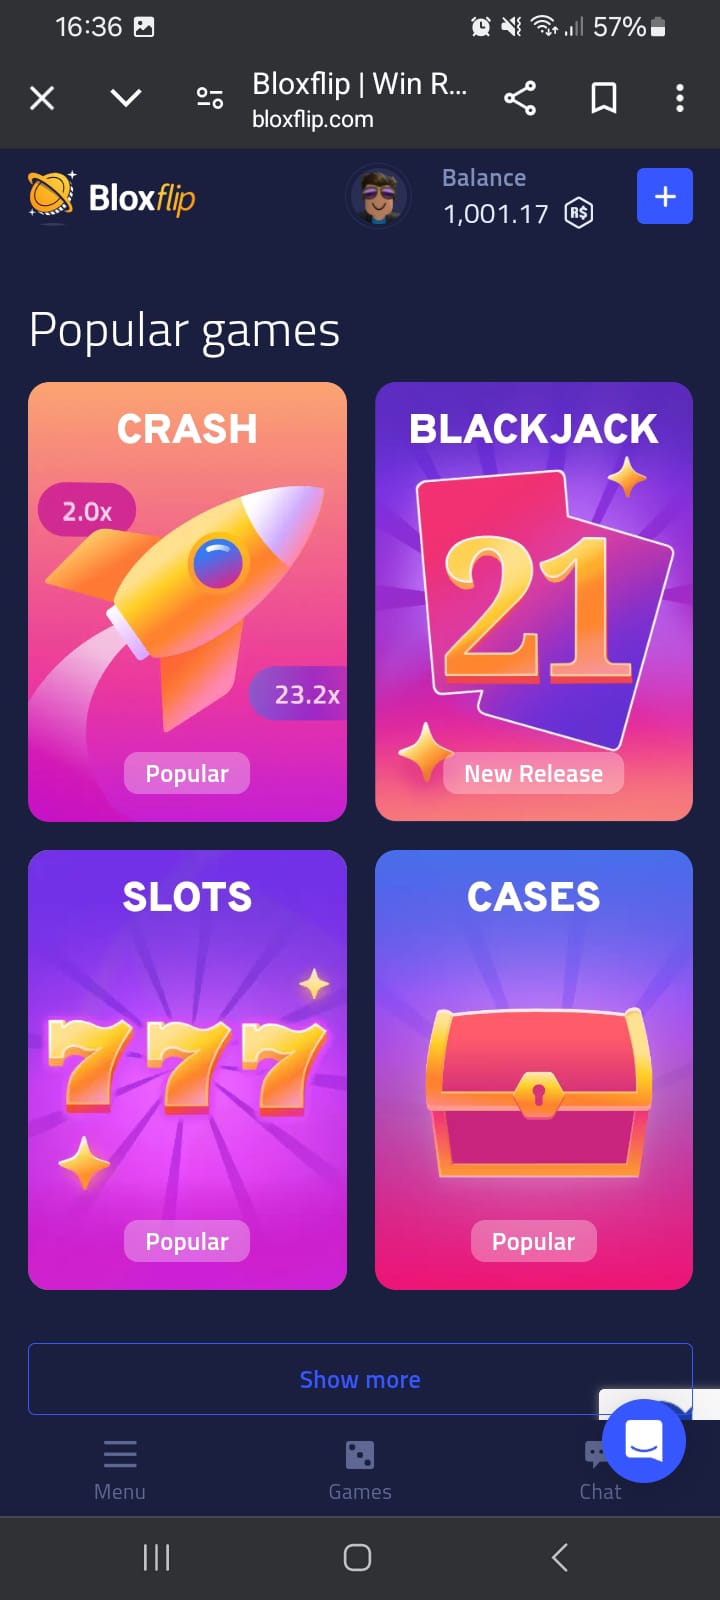 16:36 57%
Bloxflip | Win R...
bloxflip.com
Bloxflip
Balance
1,001.17 R$
Popular games
CRASH
2.0x
23.2x
Popular
BLACKJACK
21
New Release
SLOTS
777
Popular
CASES
Popular
Show more
Menu Games Chat